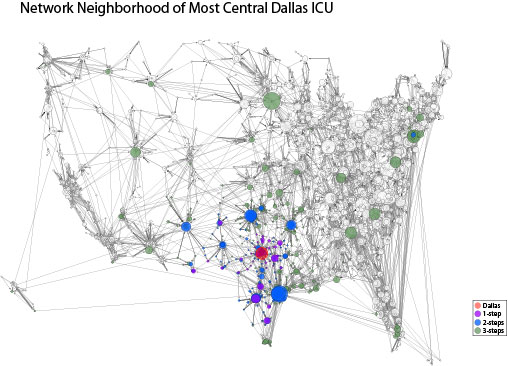 Network Neighborhood of Most Central Dallas ICU
Dallas
1-step
2-steps
3-steps